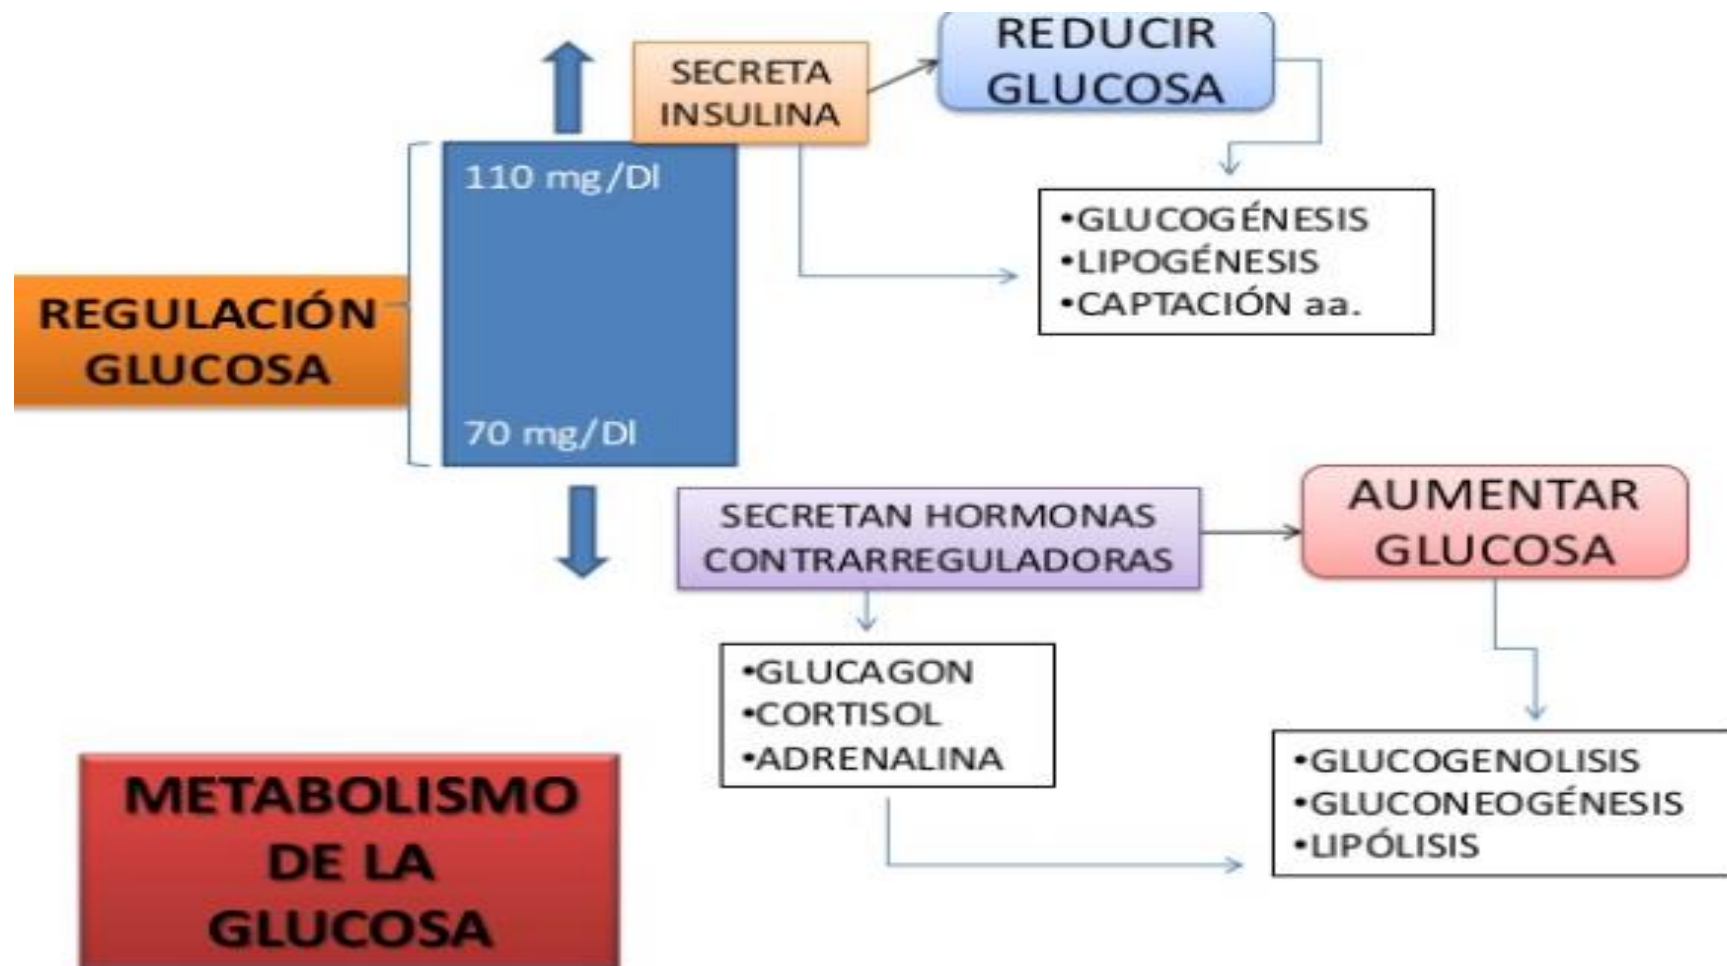 REDUCIR
GLUCOSA
SECRETA
INSULINA
110 mg/Dl
•GLUCOGÉNESIS
•LIPOGÉNESIS
•CAPTACIÓN aa.
REGULACIÓN
GLUCOSA
70 mg/Dl
SECRETAN HORMONAS
CONTRARREGULADORAS
AUMENTAR
GLUCOSA
•GLUCAGON
•CORTISOL
•ADRENALINA
•GLUCOGENOLISIS
•GLUCONEOGÉNESIS
•LIPÓLISIS
METABOLISMO
DE LA
GLUCOSA